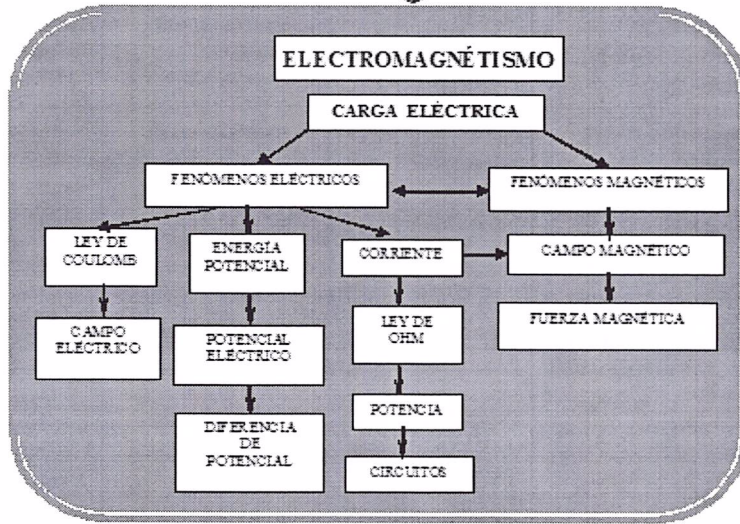 ELECTROMAGNÉTISMO
CARGA ELÉCTRICA
FENÓMENOS ELÉCTRICOS
FENÓMENOS MAGNÉTICOS
LEY DE
COULOMB
ENERGÍA
POTENCIAL
CORRIENTE
CAMPO MAGNÉTICO
CAMPO
ELÉCTRICO
POTENCIAL
ELÉCTRICO
LEY DE
OHM
FUERZA MAGNÉTICA
DIFERENCIA
DE
POTENCIAL
POTENCIA
CIRCUITOS